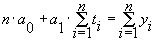 n·a₀ + a₁·∑ᵢ₌₁ⁿ tᵢ = ∑ᵢ₌₁ⁿ yᵢ